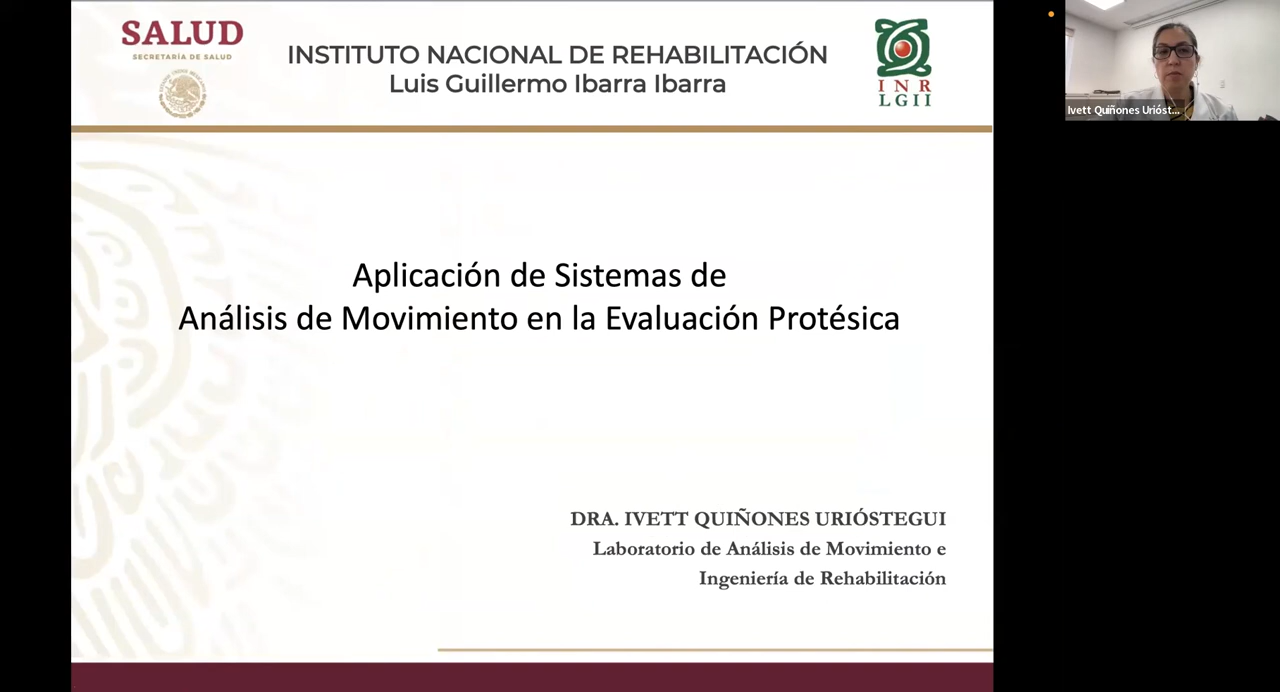 SALUD
SECRETARÍA DE SALUD
INSTITUTO NACIONAL DE REHABILITACIÓN
Luis Guillermo Ibarra Ibarra
I N R
LGII
Ivett Quiñones Urióst...
Aplicación de Sistemas de
Análisis de Movimiento en la Evaluación Protésica
DRA. IVETT QUIÑONES URIÓSTEGUI
Laboratorio de Análisis de Movimiento e
Ingeniería de Rehabilitación